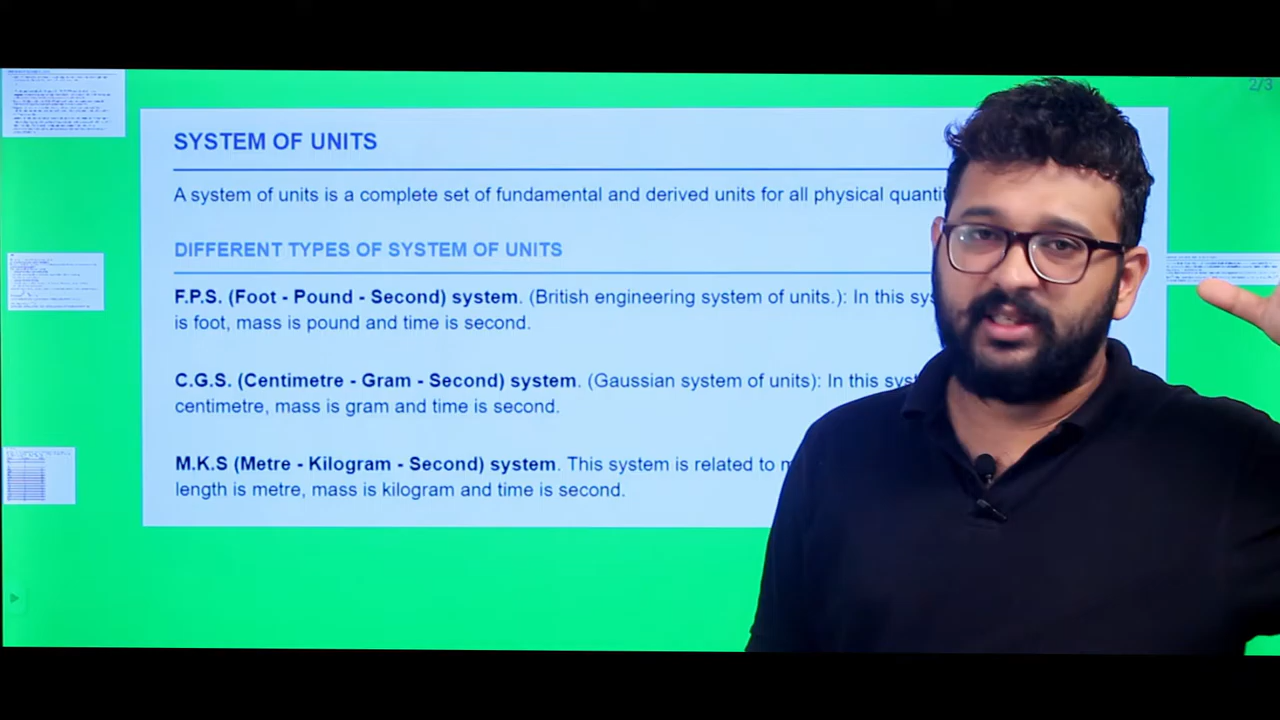 2/3
SYSTEM OF UNITS
A system of units is a complete set of fundamental and derived units for all physical
DIFFERENT TYPES OF SYSTEM OF UNITS
F.P.S. (Foot - Pound - Second) system. (British engineering system of units.): In this
is foot, mass is pound and time is second.
C.G.S. (Centimetre - Gram - Second) system. (Gaussian system of units): In this
centimetre, mass is gram and time is second.
M.K.S (Metre - Kilogram - Second) system. This system is related to
length is metre, mass is kilogram and time is second.